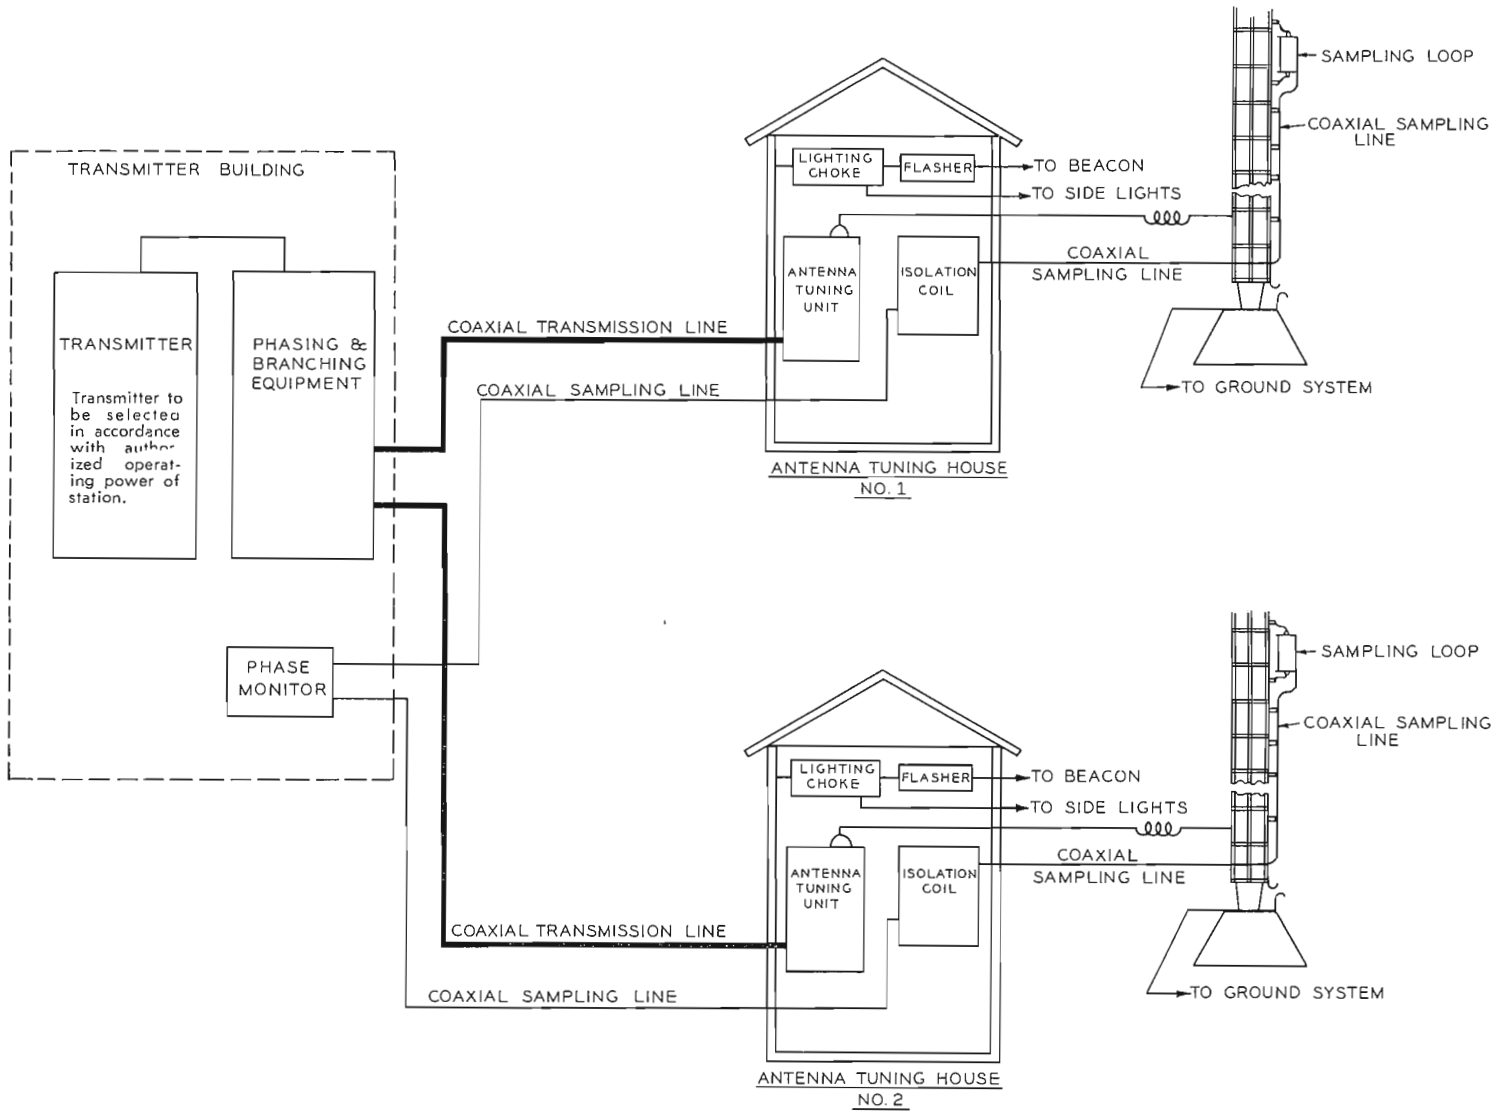 TRANSMITTER BUILDING
TRANSMITTER
Transmitter to
be selected
in accordance
with author-
ized operat-
ing power of
station.
PHASING &
BRANCHING
EQUIPMENT
PHASE
MONITOR
COAXIAL TRANSMISSION LINE
COAXIAL SAMPLING LINE
LIGHTING
CHOKE
FLASHER
TO BEACON
TO SIDE LIGHTS
ANTENNA
TUNING
UNIT
ISOLATION
COIL
COAXIAL
SAMPLING LINE
SAMPLING LOOP
COAXIAL SAMPLING
LINE
TO GROUND SYSTEM
ANTENNA TUNING HOUSE
NO. 1
COAXIAL TRANSMISSION LINE
COAXIAL SAMPLING LINE
LIGHTING
CHOKE
FLASHER
TO BEACON
TO SIDE LIGHTS
ANTENNA
TUNING
UNIT
ISOLATION
COIL
COAXIAL
SAMPLING LINE
SAMPLING LOOP
COAXIAL SAMPLING
LINE
TO GROUND SYSTEM
ANTENNA TUNING HOUSE
NO. 2